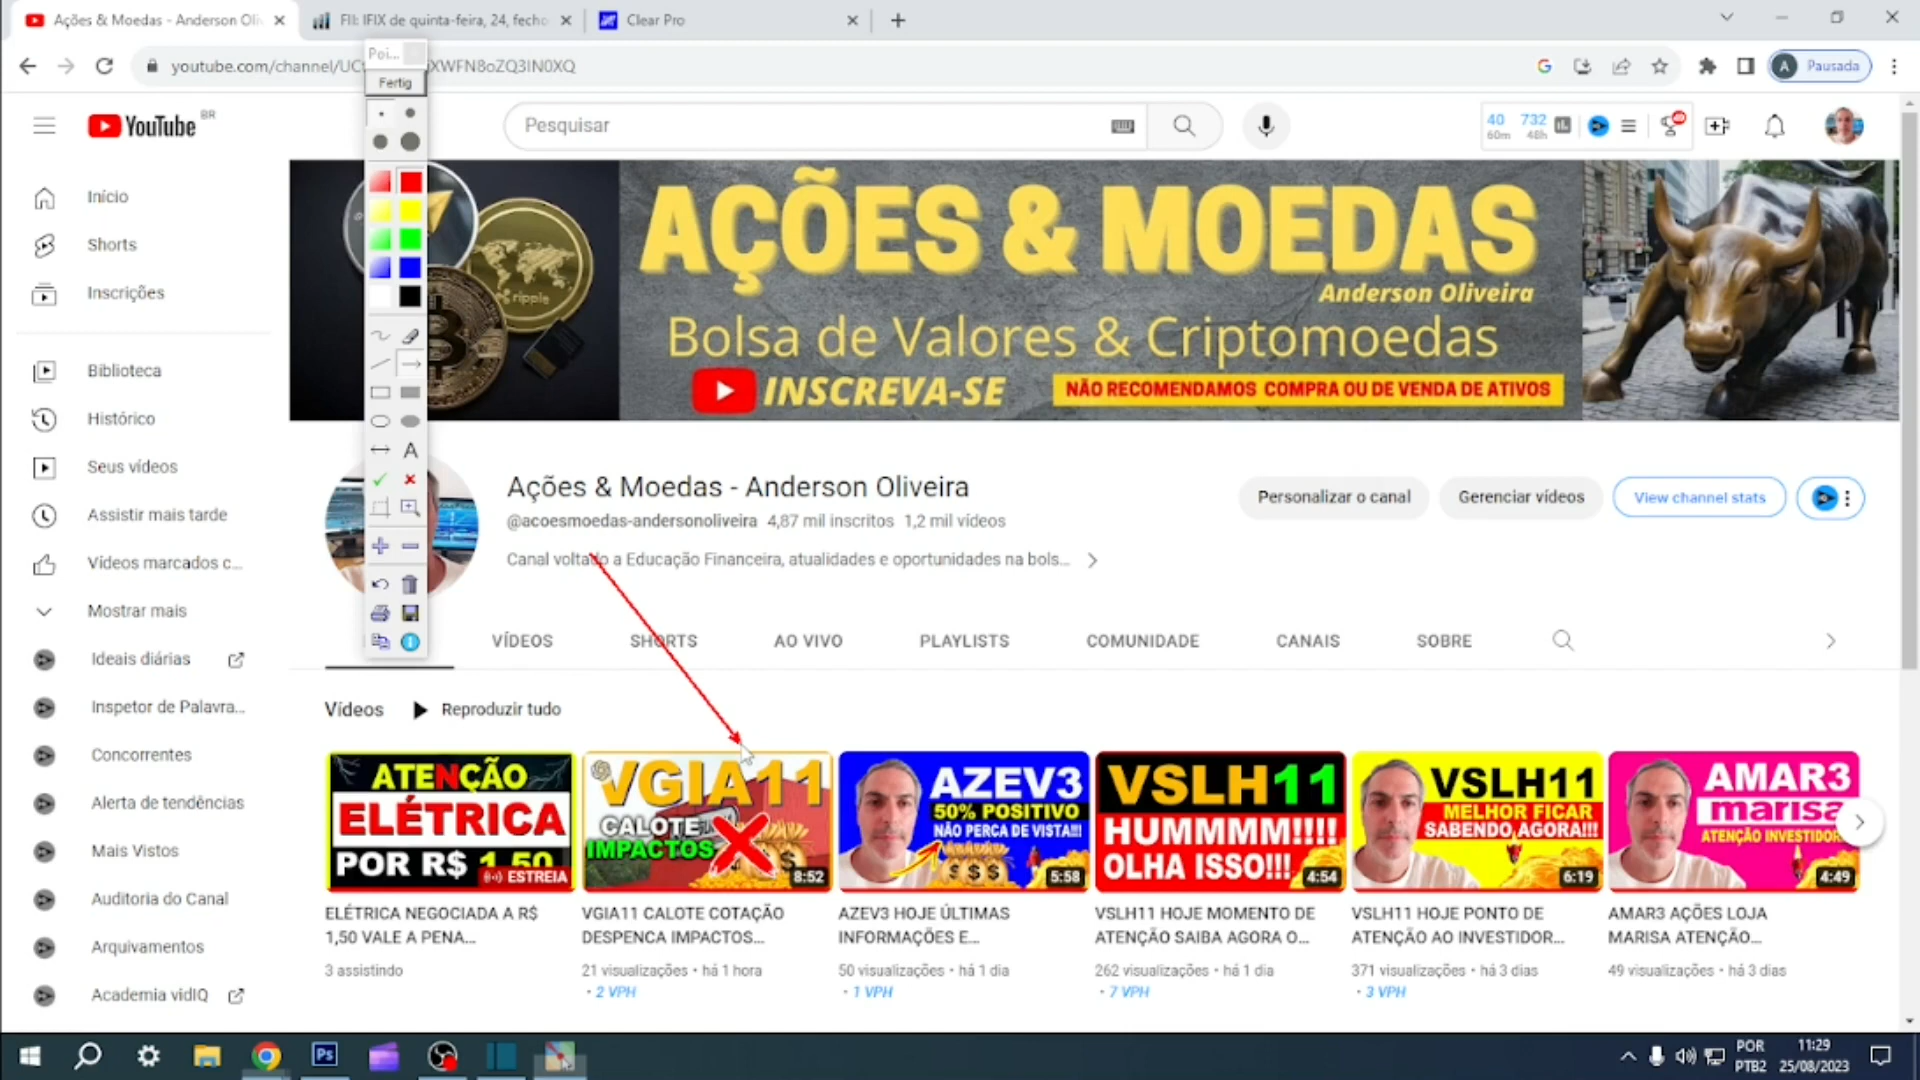 Ações & Moedas - Anderson Oli
FII: IFIX de quinta-feira, 24, fecho
Clear Pro
Poi...
youtube.com/channel/UC
XWFN8oZQ3IN0XQ
A
Pausada
Fertig
YouTube
BR
Pesquisar
40
60m
732
48h
Início
Shorts
Inscrições
Biblioteca
Histórico
Seus vídeos
Assistir mais tarde
Vídeos marcados c...
Mostrar mais
Ideais diárias
Inspetor de Palavra...
Concorrentes
Alerta de tendências
Mais Vistos
Auditoria do Canal
Arquivamentos
Academia vidIQ
A
ripple
AÇÕES & MOEDAS
Anderson Oliveira
Bolsa de Valores & Criptomoedas
INSCREVA-SE
NÃO RECOMENDAMOS COMPRA OU DE VENDA DE ATIVOS
Ações & Moedas - Anderson Oliveira
@acoesmoedas-andersonoliveira 4,87 mil inscritos 1,2 mil vídeos
Canal voltado a Educação Financeira, atualidades e oportunidades na bols...
Personalizar o canal
Gerenciar vídeos
View channel stats
VÍDEOS
SHORTS
AO VIVO
PLAYLISTS
COMUNIDADE
CANAIS
SOBRE
Vídeos
Reproduzir tudo
ATENÇÃO
ELÉTRICA
POR R$ 1,50
ESTREIA
ELÉTRICA NEGOCIADA A R$
1,50 VALE A PENA...
3 assistindo
VGIA11
CALOTE
IMPACTOS
8:52
VGIA11 CALOTE COTAÇÃO
DESPENCA IMPACTOS...
21 visualizações • há 1 hora
• 2 VPH
AZEV3
50% POSITIVO
NÃO PERCA DE VISTA!!!
5:58
AZEV3 HOJE ÚLTIMAS
INFORMAÇÕES E...
50 visualizações • há 1 dia
• 1 VPH
VSLH11
HUMMMM!!!!
OLHA ISSO!!!
4:54
VSLH11 HOJE MOMENTO DE
ATENÇÃO SAIBA AGORA O...
262 visualizações • há 1 dia
• 7 VPH
VSLH11
MELHOR FICAR
SABENDO AGORA!!!
6:19
VSLH11 HOJE PONTO DE
ATENÇÃO AO INVESTIDOR...
371 visualizações • há 3 dias
• 3 VPH
AMAR3
marisa
ATENÇÃO INVESTIDOR
4:49
AMAR3 AÇÕES LOJA
MARISA ATENÇÃO...
49 visualizações • há 3 dias
Ps
POR
PTB2
11:29
25/08/2023